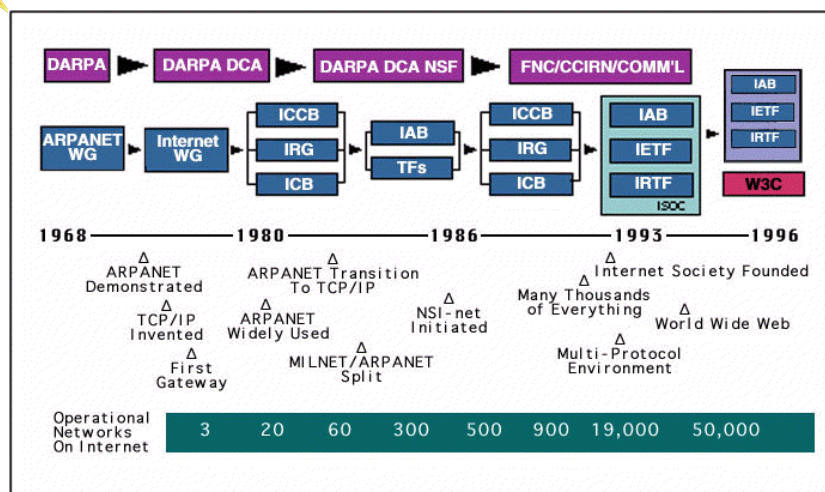 DARPA
DARPA DCA
DARPA DCA NSF
FNC/CCIRN/COMM'L
ARPANET
WG
Internet
WG
ICCB
IRG
ICB
IAB
TFs
ICCB
IRG
ICB
IAB
IETF
IRTF
ISOC
IAB
IETF
IRTF
W3C
1968
1980
1986
1993
1996
ARPANET
Demonstrated
ARPANET Transition
To TCP/IP
Internet Society Founded
TCP/IP
Invented
ARPANET
Widely Used
NSI-net
Initiated
Many Thousands
of Everything
World Wide Web
First
Gateway
MILNET/ARPANET
Split
Multi-Protocol
Environment
Operational
Networks
On Internet
3 20 60 300 500 900 19,000 50,000